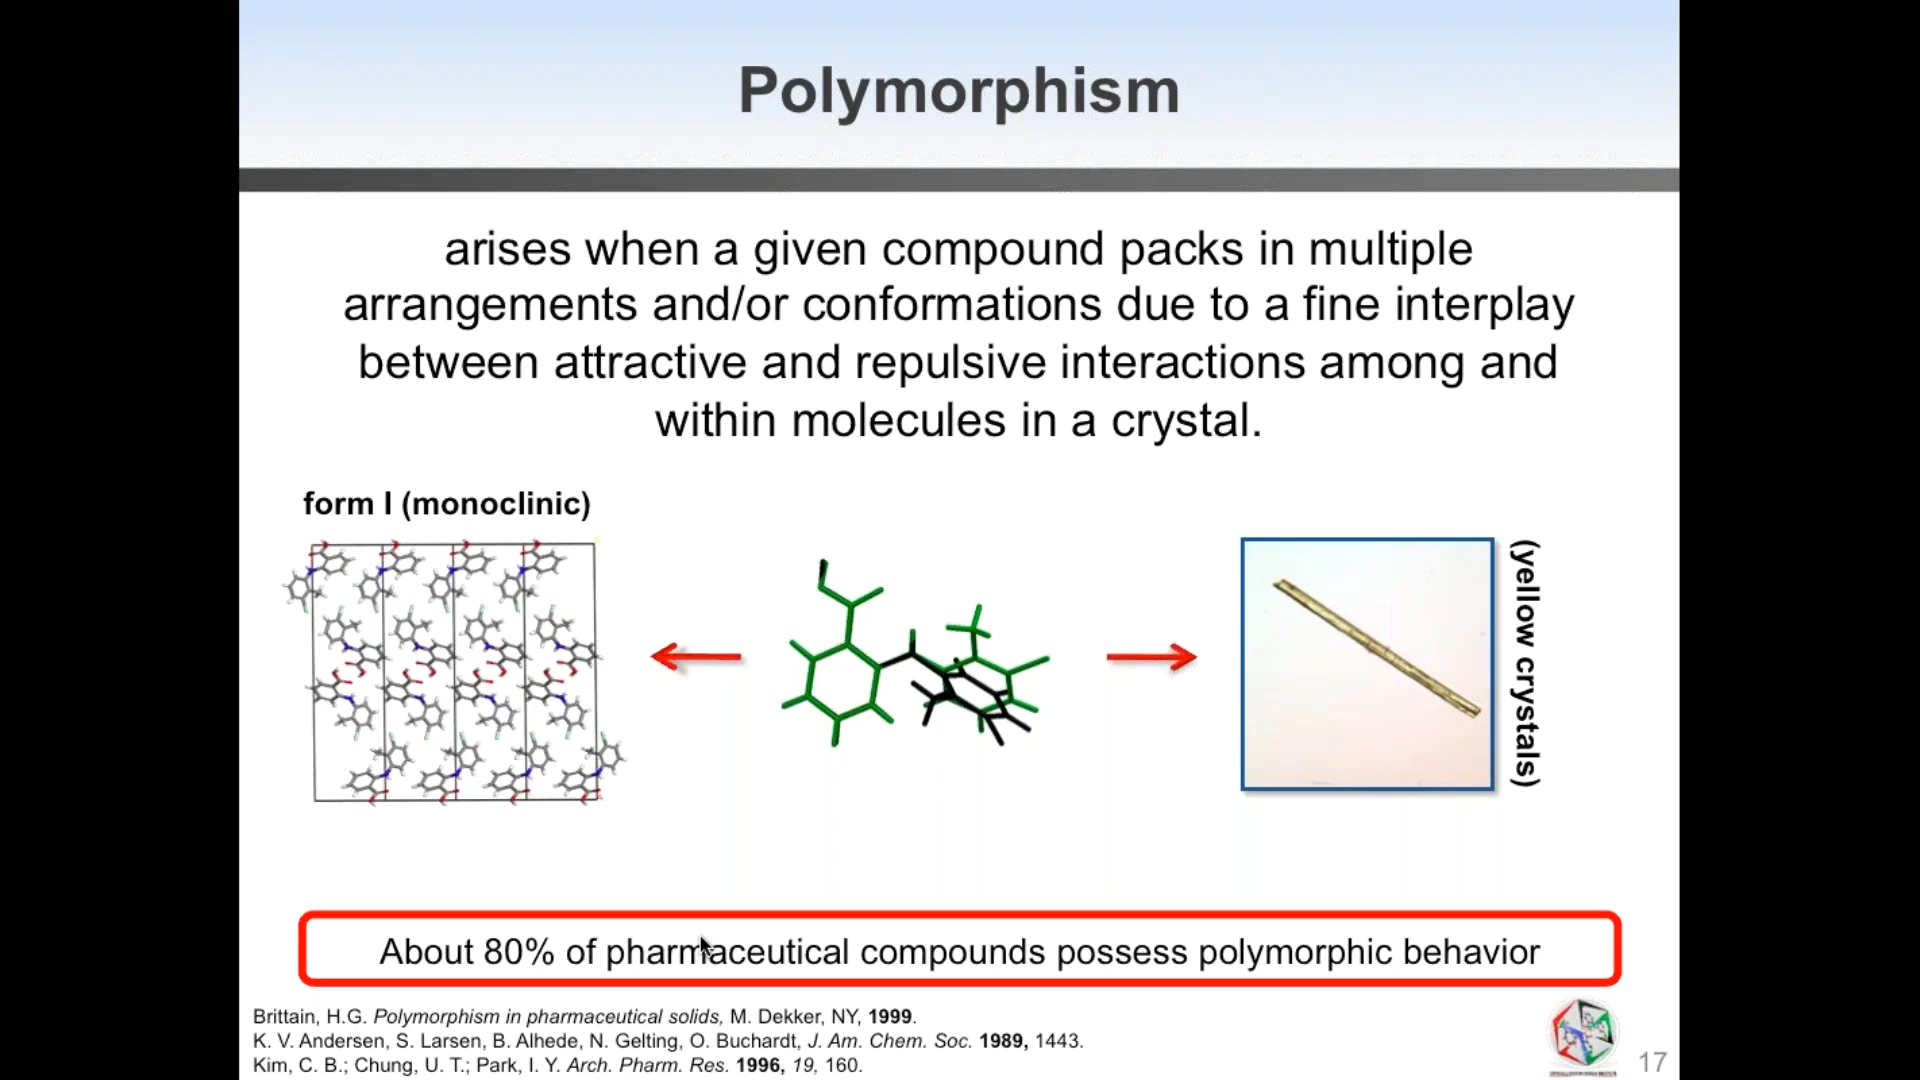 Polymorphism
arises when a given compound packs in multiple
arrangements and/or conformations due to a fine interplay
between attractive and repulsive interactions among and
within molecules in a crystal.
form I (monoclinic)
(yellow crystals)
About 80% of pharmaceutical compounds possess polymorphic behavior
Brittain, H.G. Polymorphism in pharmaceutical solids, M. Dekker, NY, 1999.
K. V. Andersen, S. Larsen, B. Alhede, N. Gelting, O. Buchardt, J. Am. Chem. Soc. 1989, 1443.
Kim, C. B.; Chung, U. T.; Park, I. Y. Arch. Pharm. Res. 1996, 19, 160.
17